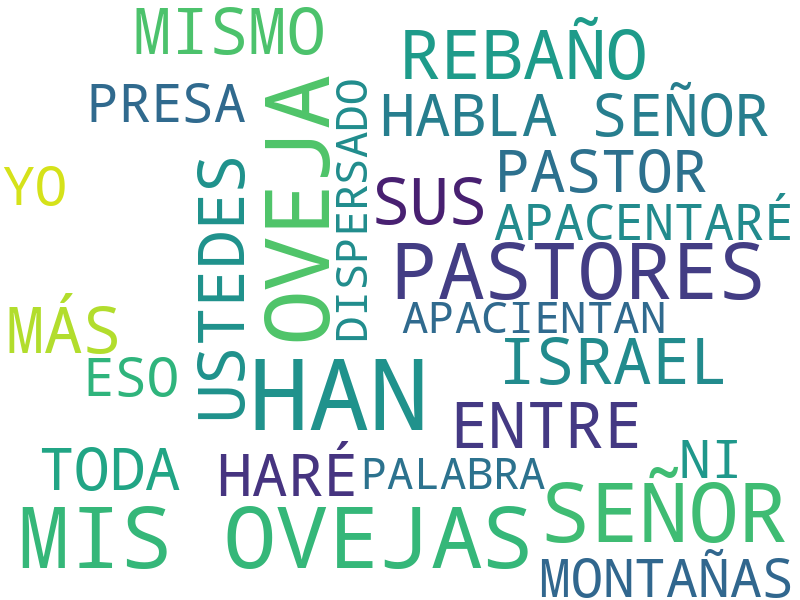 MISMO
REBAÑO
PRESA
OVEJA
DISPERSADO
HABLA SEÑOR
YO
USTEDES
SUS
PASTOR
APACENTARÉ
PASTORES
MÁS
APACIENTAN
ESO
HAN
ISRAEL
ENTRE
TODA
HARÉ
PALABRA
NI
MIS OVEJAS
SEÑOR
MONTAÑAS